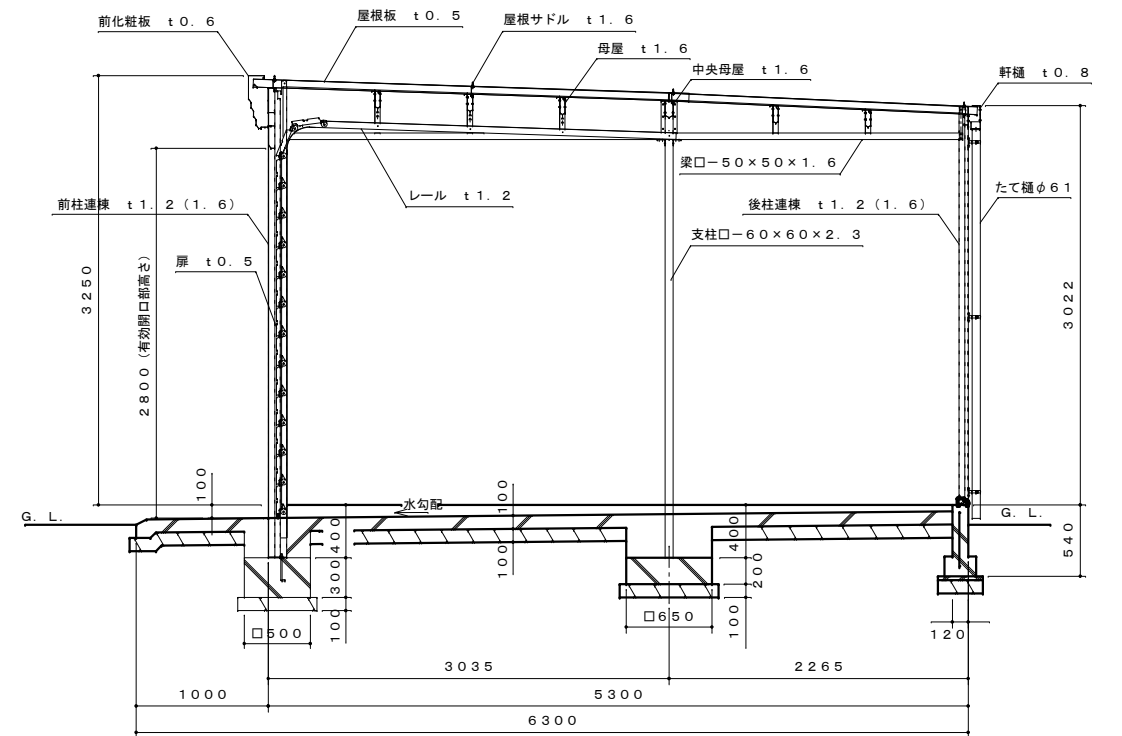 前化粧板　ｔ０．６
屋根板　ｔ０．５
屋根サドル　ｔ１．６
母屋　ｔ１．６
中央母屋　ｔ１．６
軒樋　ｔ０．８
梁口－５０×５０×１．６
たて樋φ６１
レール　ｔ１．２
前柱連棟　ｔ１．２（１．６）
後柱連棟　ｔ１．２（１．６）
支柱口－６０×６０×２．３
扉　ｔ０．５
３２５０
２８００（有効開口部高さ）
３０２２
１００
水勾配
１００
Ｇ．Ｌ．
Ｇ．Ｌ．
４００
４００
５４０
１００
３００
２００
１００
１００
□５００
□６５０
１２０
３０３５
２２６５
１０００
５３００
６３００